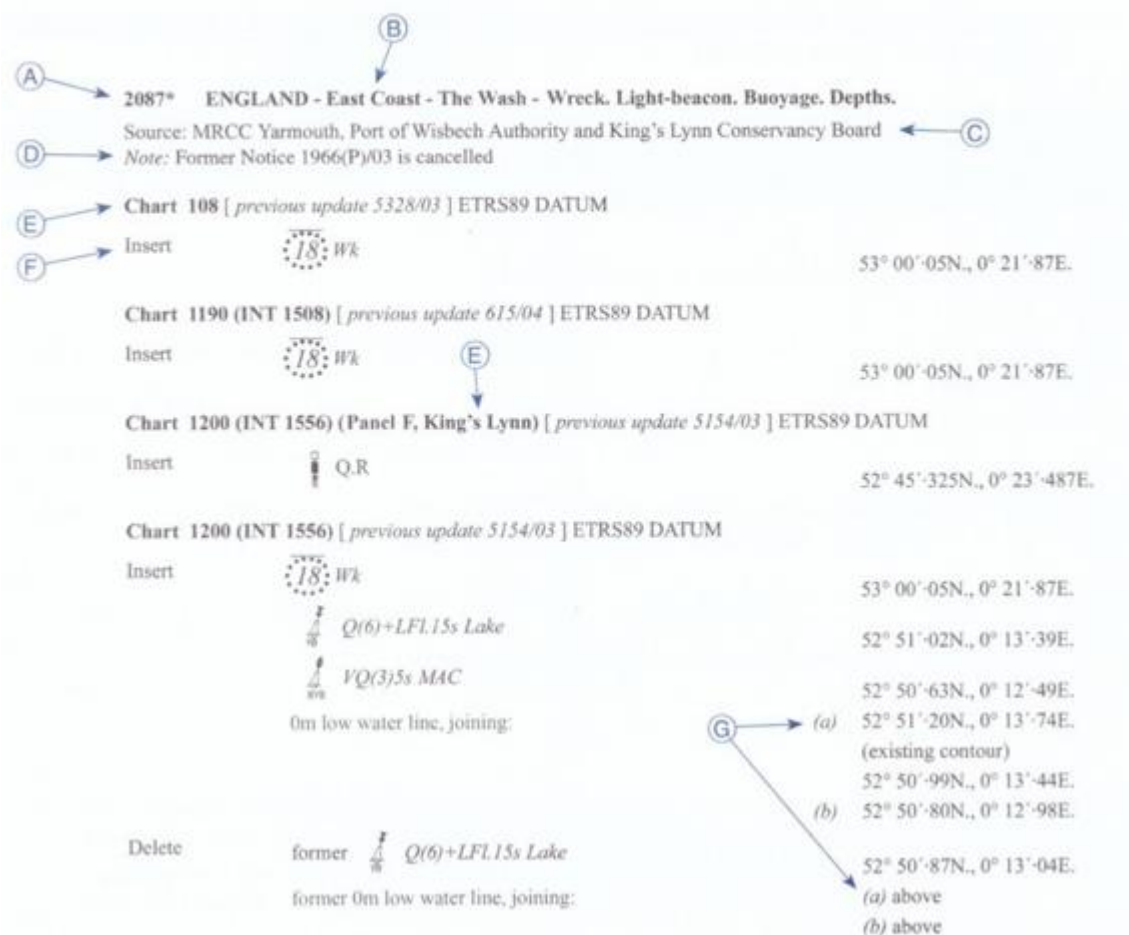 B
A
2087* ENGLAND - East Coast - The Wash - Wreck. Light-beacon. Buoyage. Depths.
Source: MRCC Yarmouth, Port of Wisbech Authority and King's Lynn Conservancy Board C
D Note: Former Notice 1966(P)/03 is cancelled
E Chart 108 [ previous update 5328/03 ] ETRS89 DATUM
F Insert 18 Wk 53° 00´·05N., 0° 21´·87E.
Chart 1190 (INT 1508) [ previous update 615/04 ] ETRS89 DATUM
Insert 18 Wk 53° 00´·05N., 0° 21´·87E.
E
Chart 1200 (INT 1556) (Panel F, King's Lynn) [ previous update 5154/03 ] ETRS89 DATUM
Insert Q.R 52° 45´·325N., 0° 23´·487E.
Chart 1200 (INT 1556) [ previous update 5154/03 ] ETRS89 DATUM
Insert 18 Wk 53° 00´·05N., 0° 21´·87E.
Q(6)+LFl.15s Lake 52° 51´·02N., 0° 13´·39E.
VQ(3)5s MAC 52° 50´·63N., 0° 12´·49E.
0m low water line, joining: G (a) 52° 51´·20N., 0° 13´·74E.
(existing contour)
52° 50´·99N., 0° 13´·44E.
(b) 52° 50´·80N., 0° 12´·98E.
Delete former Q(6)+LFl.15s Lake 52° 50´·87N., 0° 13´·04E.
former 0m low water line, joining: (a) above
(b) above